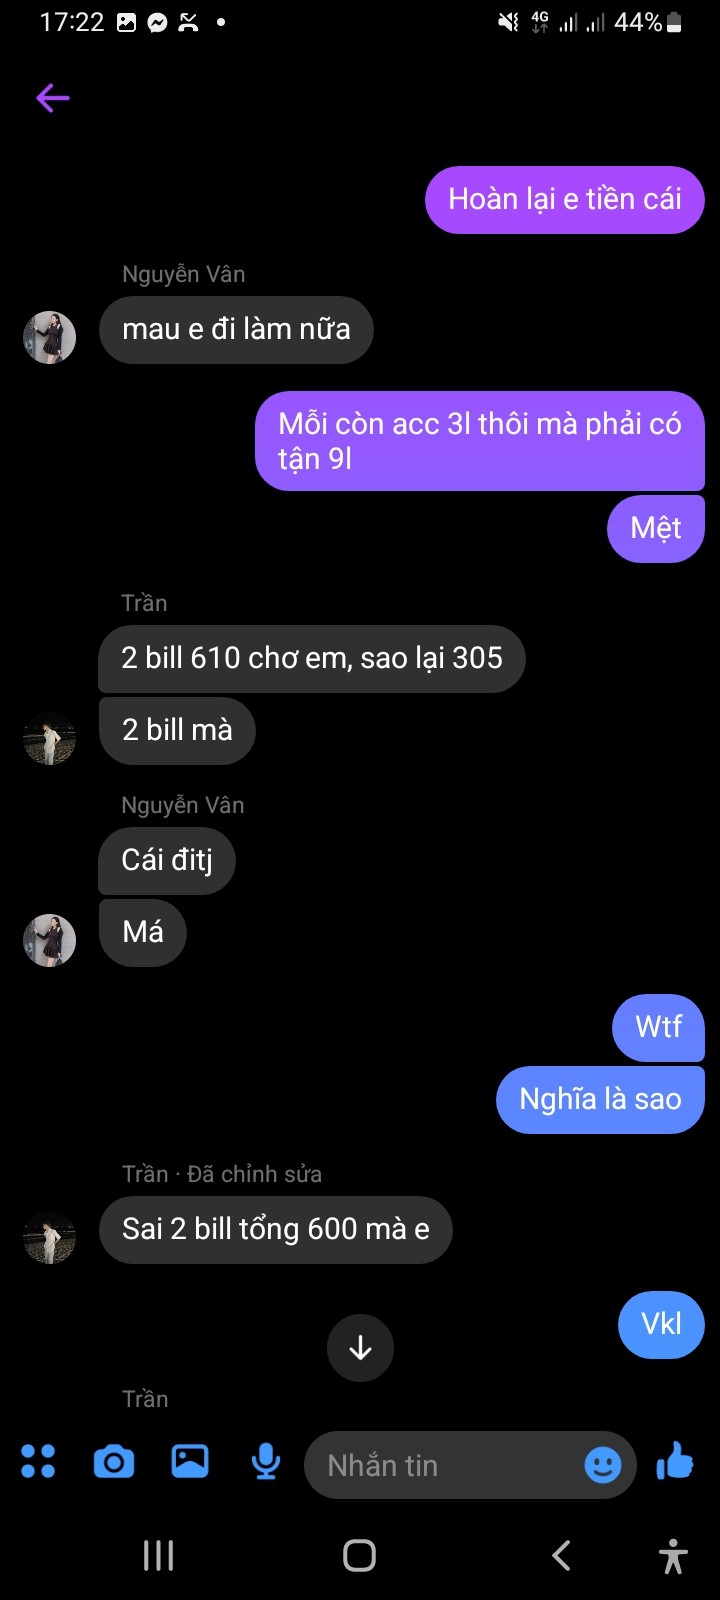 17:22
4G
44%
Hoàn lại e tiền cái
Nguyễn Vân
mau e đi làm nữa
Mỗi còn acc 3l thôi mà phải có
tận 9l
Mệt
Trần
2 bill 610 chơ em, sao lại 305
2 bill mà
Nguyễn Vân
Cái đitj
Má
Wtf
Nghĩa là sao
Trần · Đã chỉnh sửa
Sai 2 bill tổng 600 mà e
Vkl
Trần
Nhắn tin